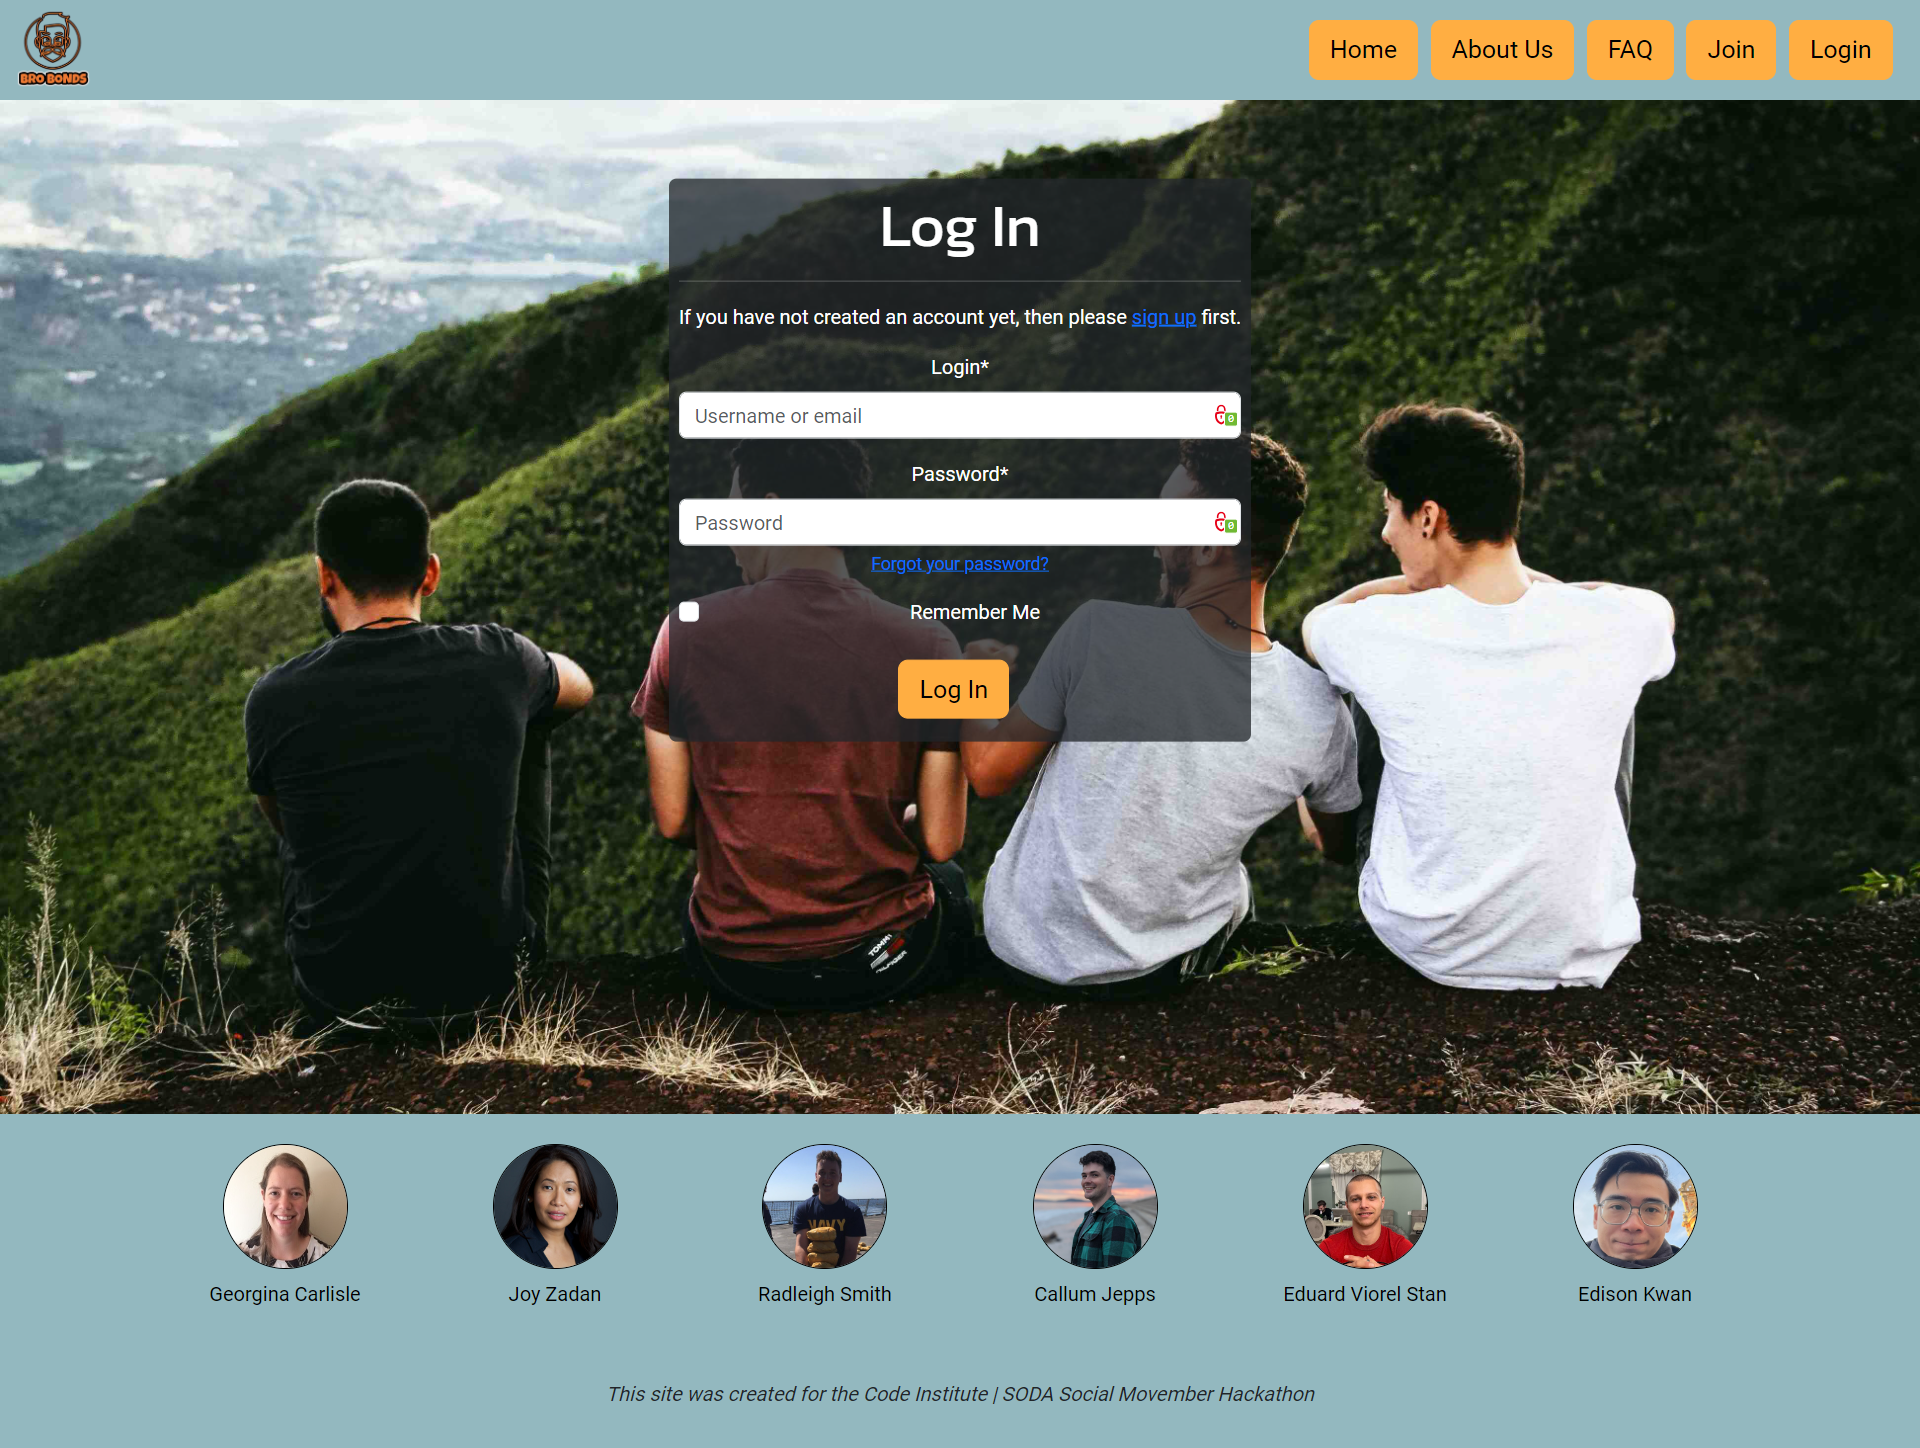 BRO BONDS
Home
About Us
FAQ
Join
Login
Log In
If you have not created an account yet, then please sign up first.
Login*
Username or email
Password*
Password
Forgot your password?
Remember Me
Log In
TOMMY
HILFIGER
NAVY
Georgina Carlisle
Joy Zadan
Radleigh Smith
Callum Jepps
Eduard Viorel Stan
Edison Kwan
This site was created for the Code Institute | SODA Social Movember Hackathon